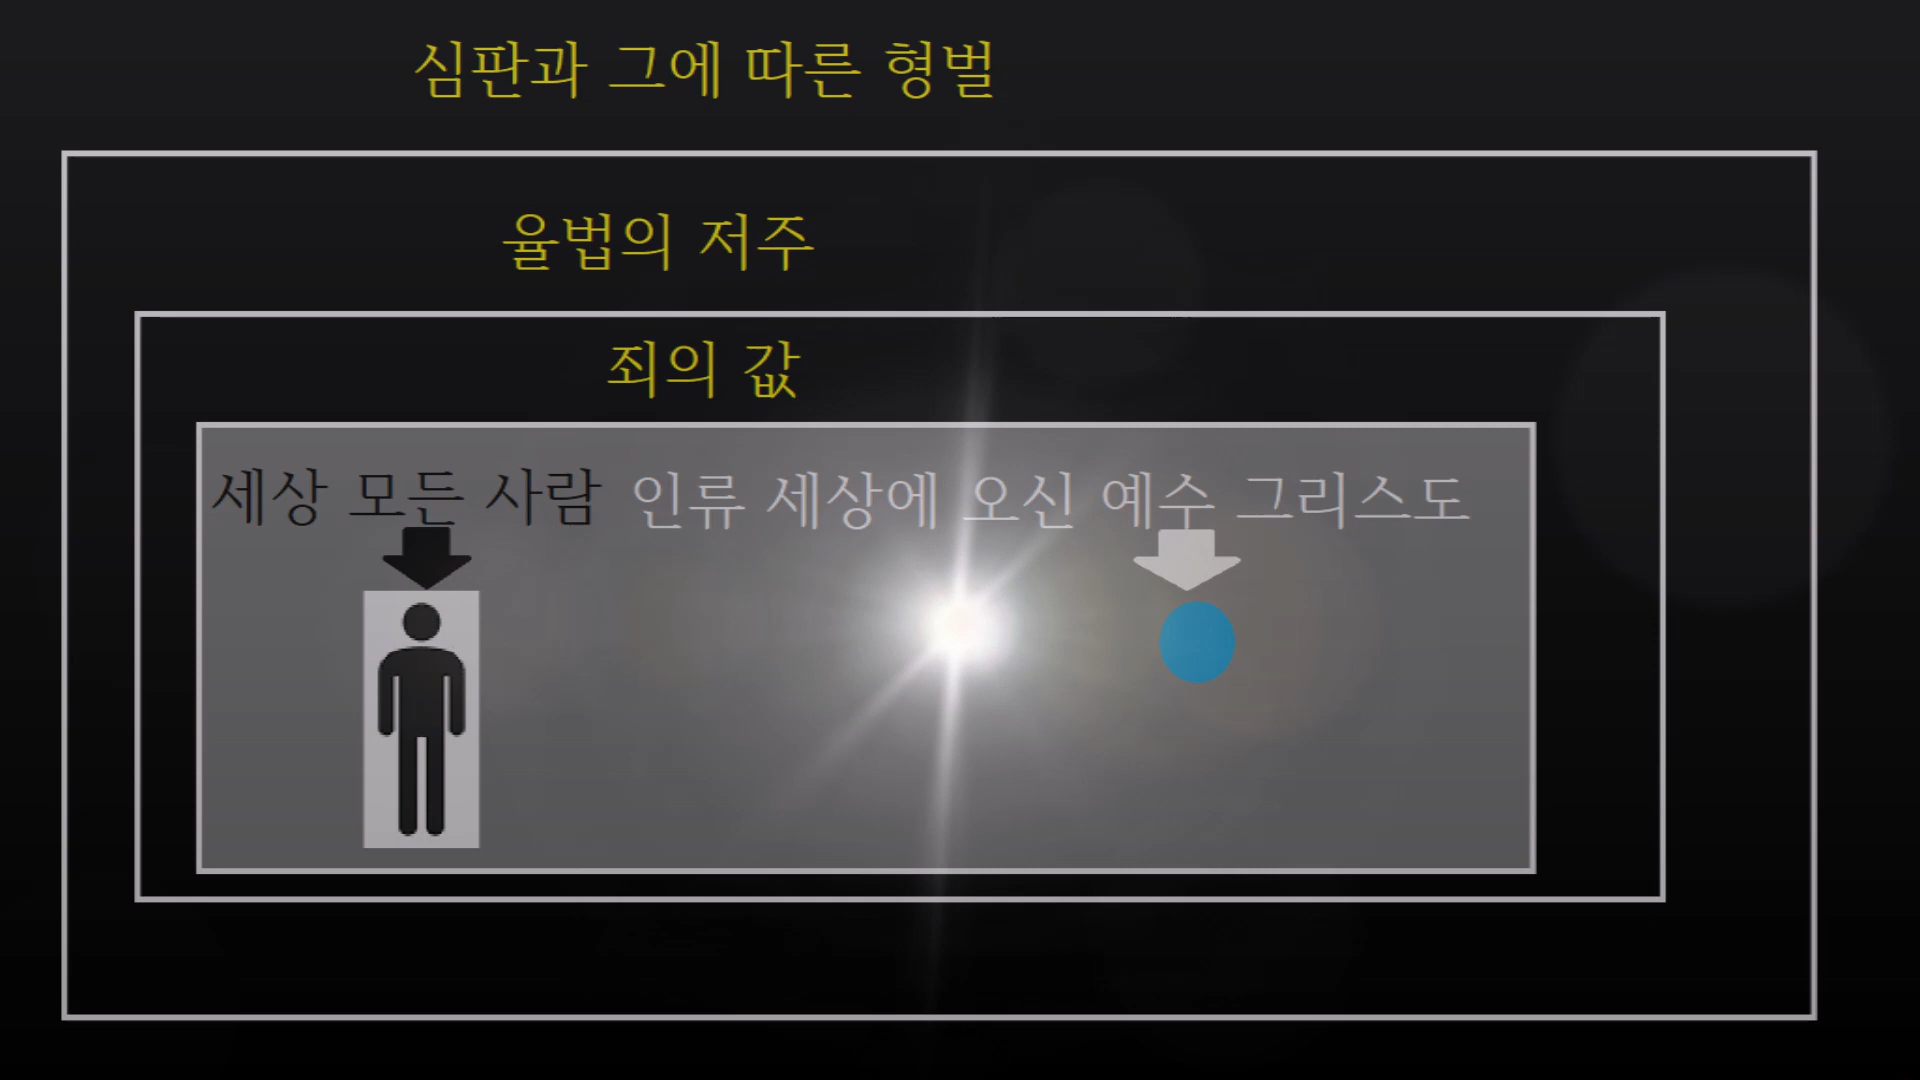 심판과 그에 따른 형벌
율법의 저주
죄의 값
세상 모든 사람 인류 세상에 오신 예수 그리스도